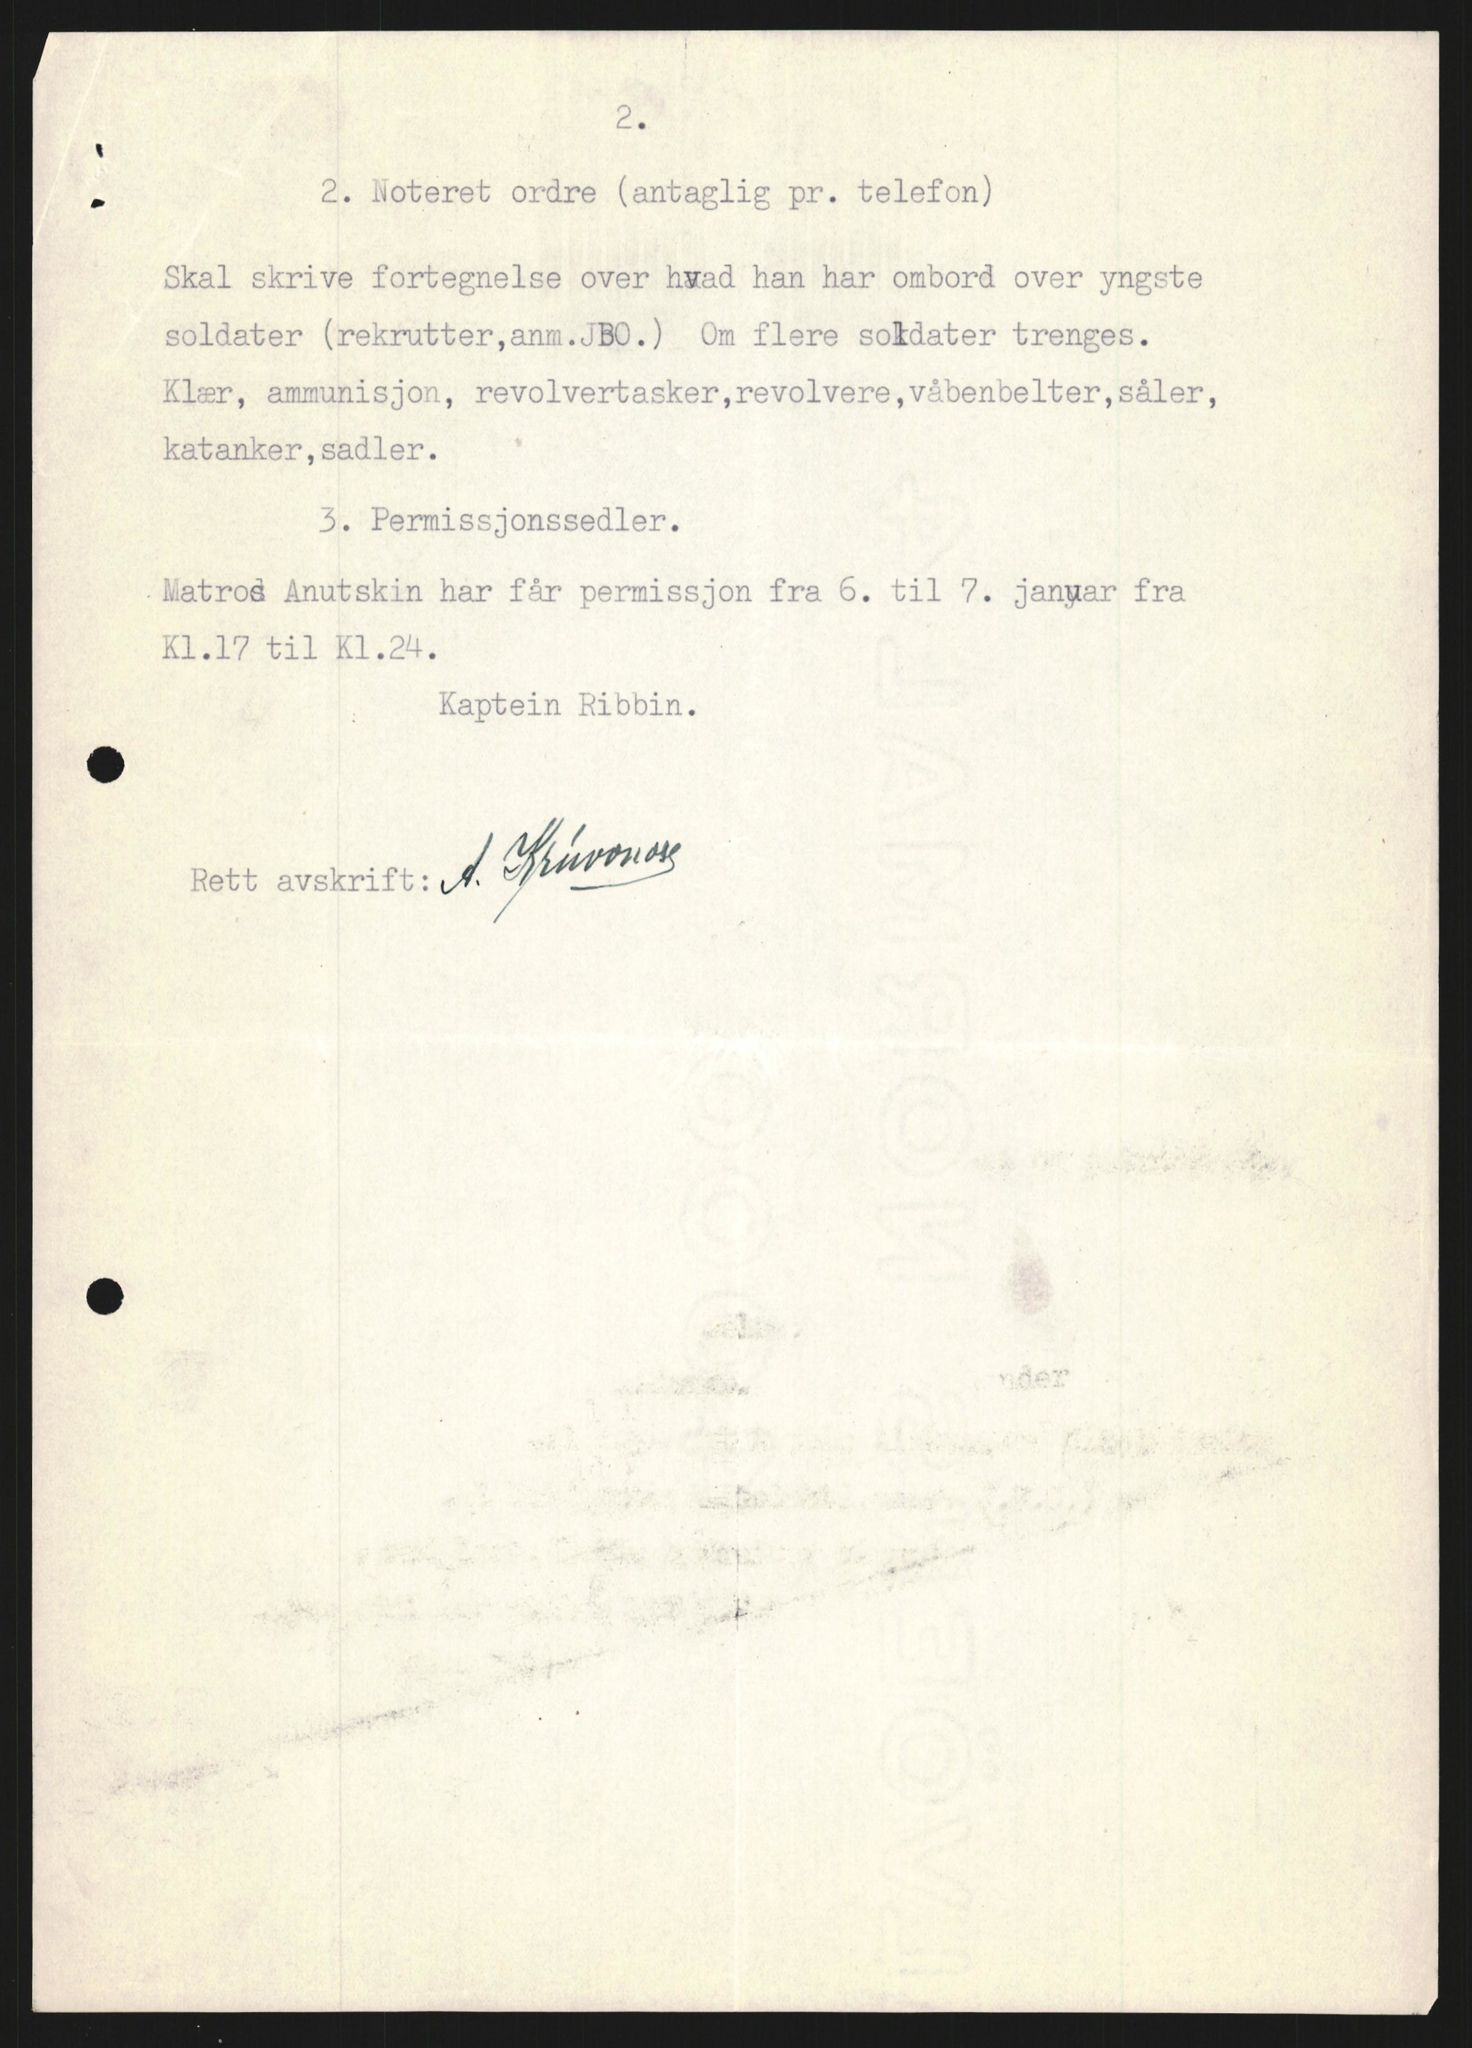 2.
2. Noteret ordre (antaglig pr. telefon)
Skal skrive fortegnelse over hvad han har ombord over yngste
soldater (rekrutter,anm.JBO.) Om flere soldater trenges.
Klær, ammunisjon, revolvertasker,revolvere,våbenbelter,såler,
katanker,sadler.
3. Permissjonssedler.
Matros Anutskin har får permissjon fra 6. til 7. januar fra
Kl.17 til Kl.24.
Kaptein Ribbin.
Rett avskrift: A.
nder